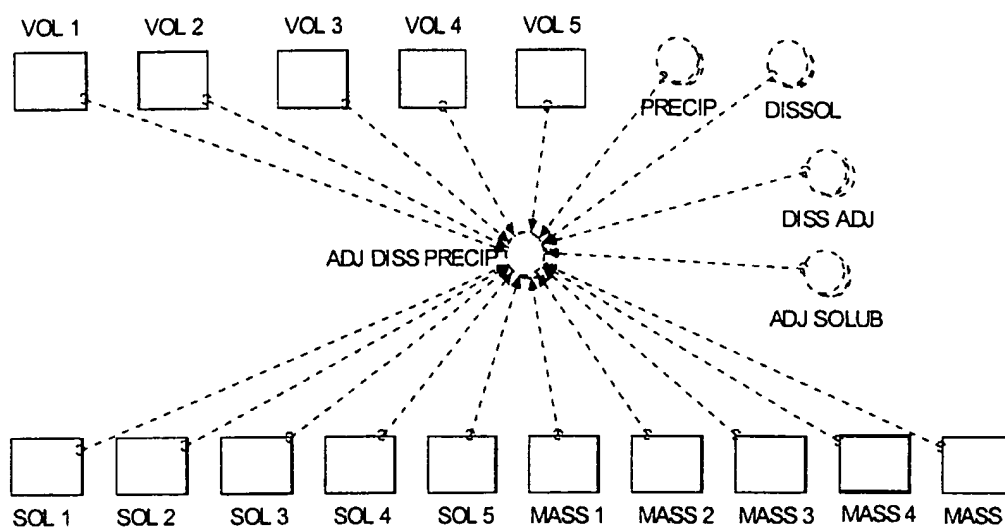 VOL 1 VOL 2 VOL 3 VOL 4 VOL 5
PRECIP DISSOL
DISS ADJ
ADJ DISS PRECIP
ADJ SOLUB
SOL 1 SOL 2 SOL 3 SOL 4 SOL 5 MASS 1 MASS 2 MASS 3 MASS 4 MASS